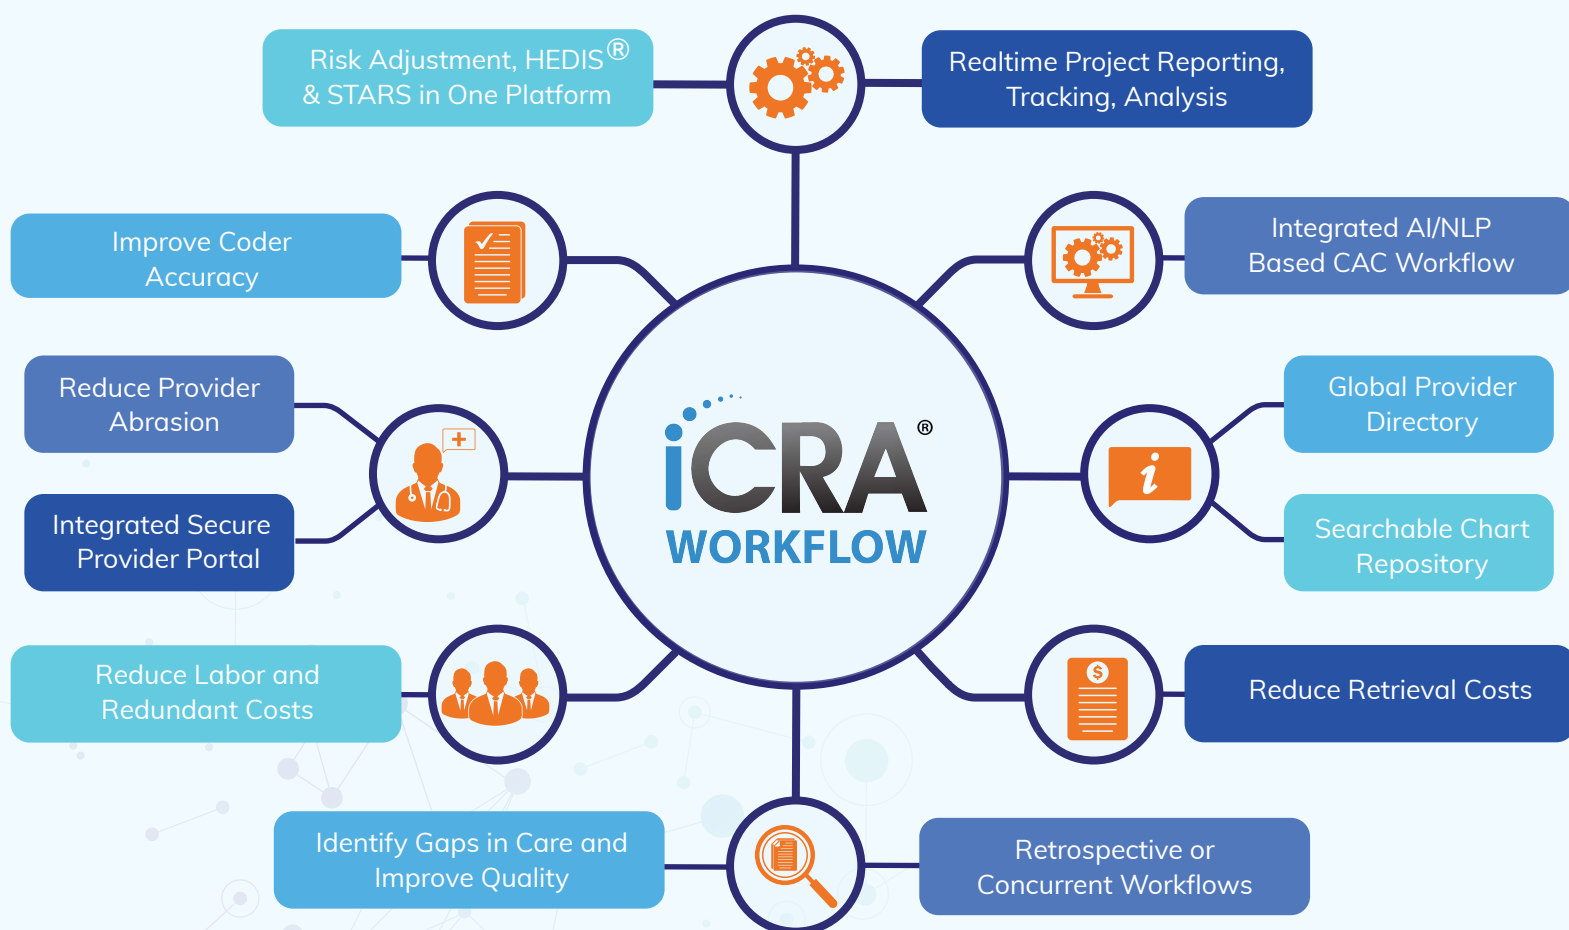 Risk Adjustment, HEDIS®
& STARS in One Platform
Realtime Project Reporting,
Tracking, Analysis
Improve Coder
Accuracy
Integrated AI/NLP
Based CAC Workflow
Reduce Provider
Abrasion
Global Provider
Directory
iCRA®
WORKFLOW
Integrated Secure
Provider Portal
Searchable Chart
Repository
Reduce Labor and
Redundant Costs
Reduce Retrieval Costs
Identify Gaps in Care and
Improve Quality
Retrospective or
Concurrent Workflows